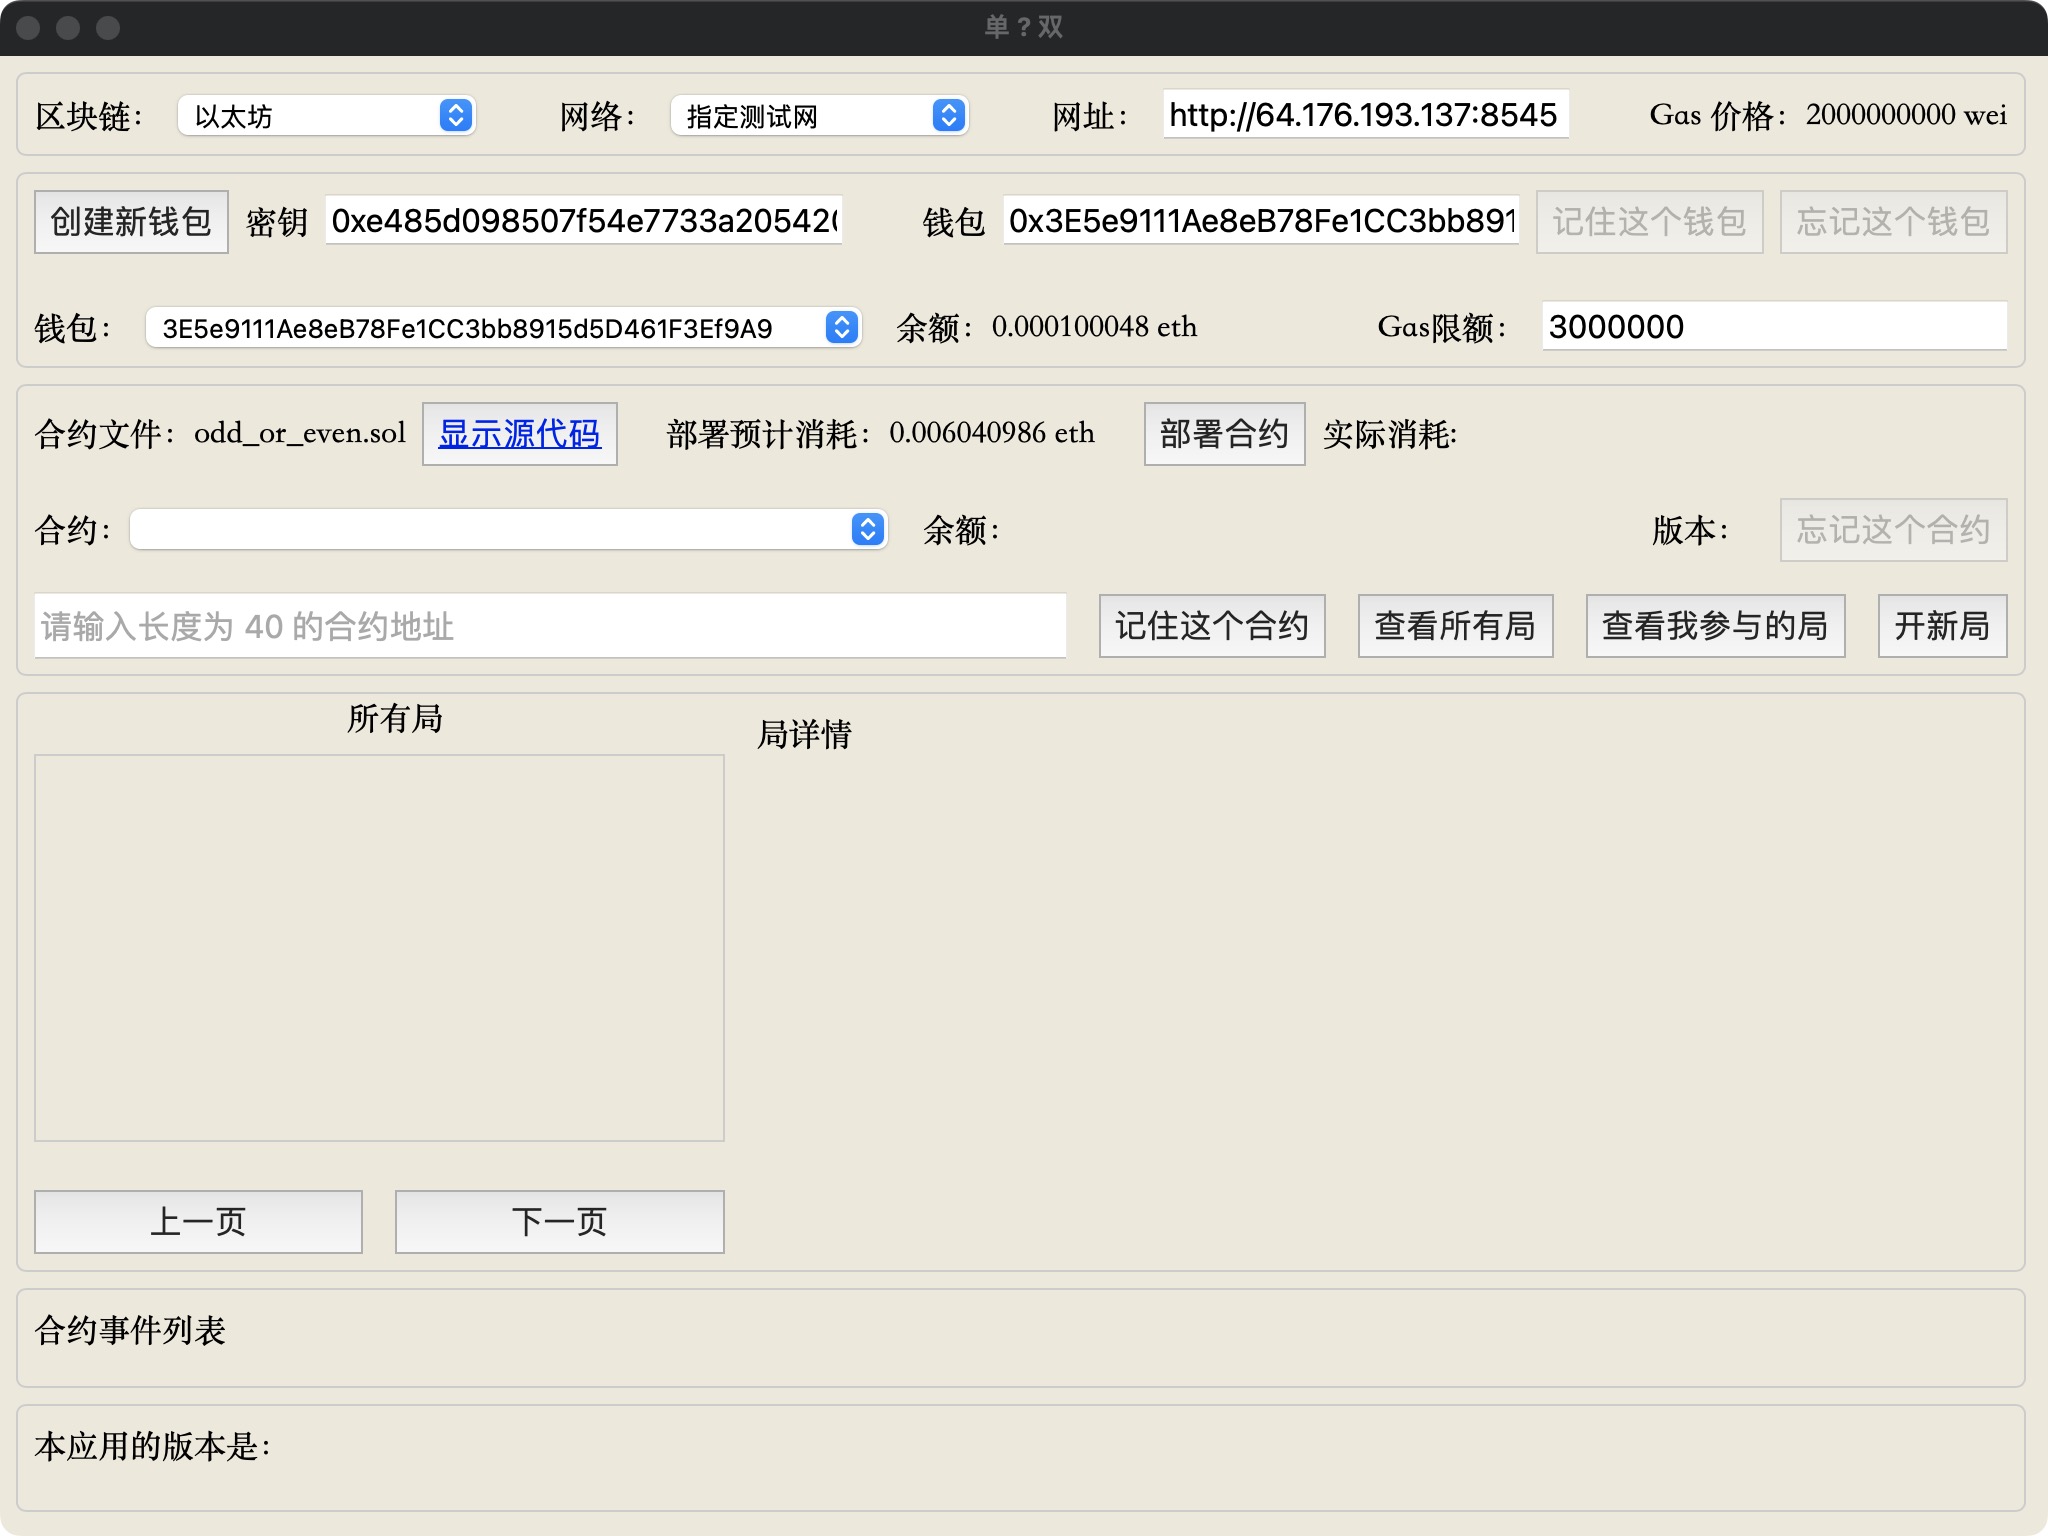 单？双
区块链： 以太坊 网络： 指定测试网 网址： http://64.176.193.137:8545 Gas 价格： 2000000000 wei
创建新钱包 密钥 0xe485d098507f54e7733a20542 钱包 0x3E5e9111Ae8eB78Fe1CC3bb891 记住这个钱包 忘记这个钱包
钱包： 3E5e9111Ae8eB78Fe1CC3bb8915d5D461F3Ef9A9 余额： 0.000100048 eth Gas限额： 3000000
合约文件： odd_or_even.sol 显示源代码 部署预计消耗： 0.006040986 eth 部署合约 实际消耗:
合约： 余额： 版本： 忘记这个合约
请输入长度为 40 的合约地址 记住这个合约 查看所有局 查看我参与的局 开新局
所有局
局详情
上一页 下一页
合约事件列表
本应用的版本是：